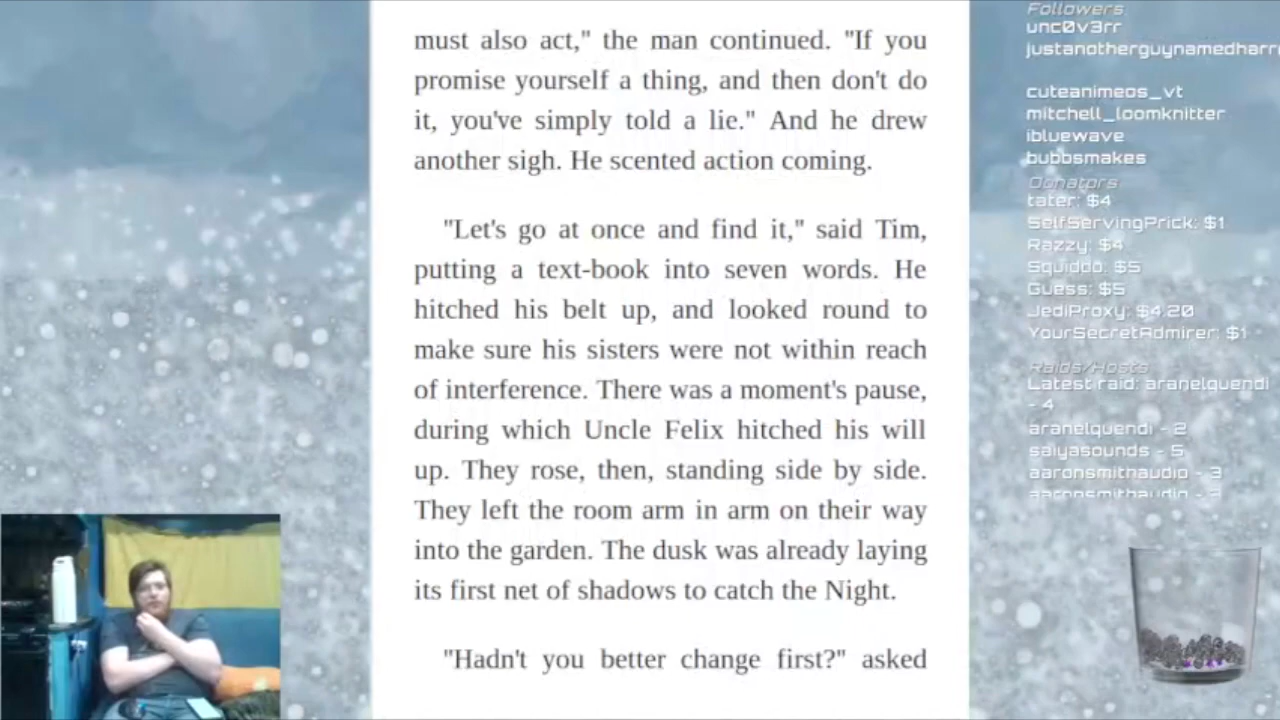 must also act," the man continued. "If you
promise yourself a thing, and then don't do
it, you've simply told a lie." And he drew
another sigh. He scented action coming.
"Let's go at once and find it," said Tim,
putting a text-book into seven words. He
hitched his belt up, and looked round to
make sure his sisters were not within reach
of interference. There was a moment's pause,
during which Uncle Felix hitched his will
up. They rose, then, standing side by side.
They left the room arm in arm on their way
into the garden. The dusk was already laying
its first net of shadows to catch the Night.
"Hadn't you better change first?" asked
Followers
unc0v3rr
justanotherguynamedharr
cuteanimeos_vt
mitchell_loomknitter
ibluewave
bubbsmakes
Donators
tater: $4
SelfServingPrick: $1
Razzy: $4
Squiddo: $5
Guess: $5
JediProxy: $4.20
YourSecretAdmirer: $1
Raids/Hosts
Latest raid: aranelquendi
- 4
aranelquendi - 2
saiyasounds - 5
aaronsmithaudio - 3
aaronsmithaudio - 3